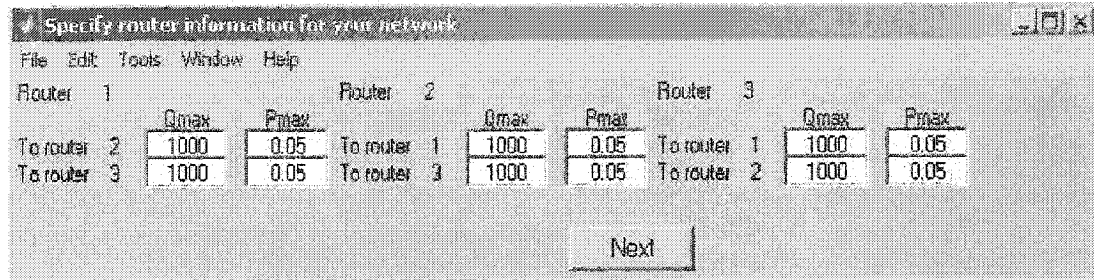 Specify router information for your network
File Edit Tools Window Help
Router 1 Router 2 Router 3
Qmax Pmax Qmax Pmax Qmax Pmax
To router 2 1000 0.05 To router 1 1000 0.05 To router 1 1000 0.05
To router 3 1000 0.05 To router 3 1000 0.05 To router 2 1000 0.05
Next